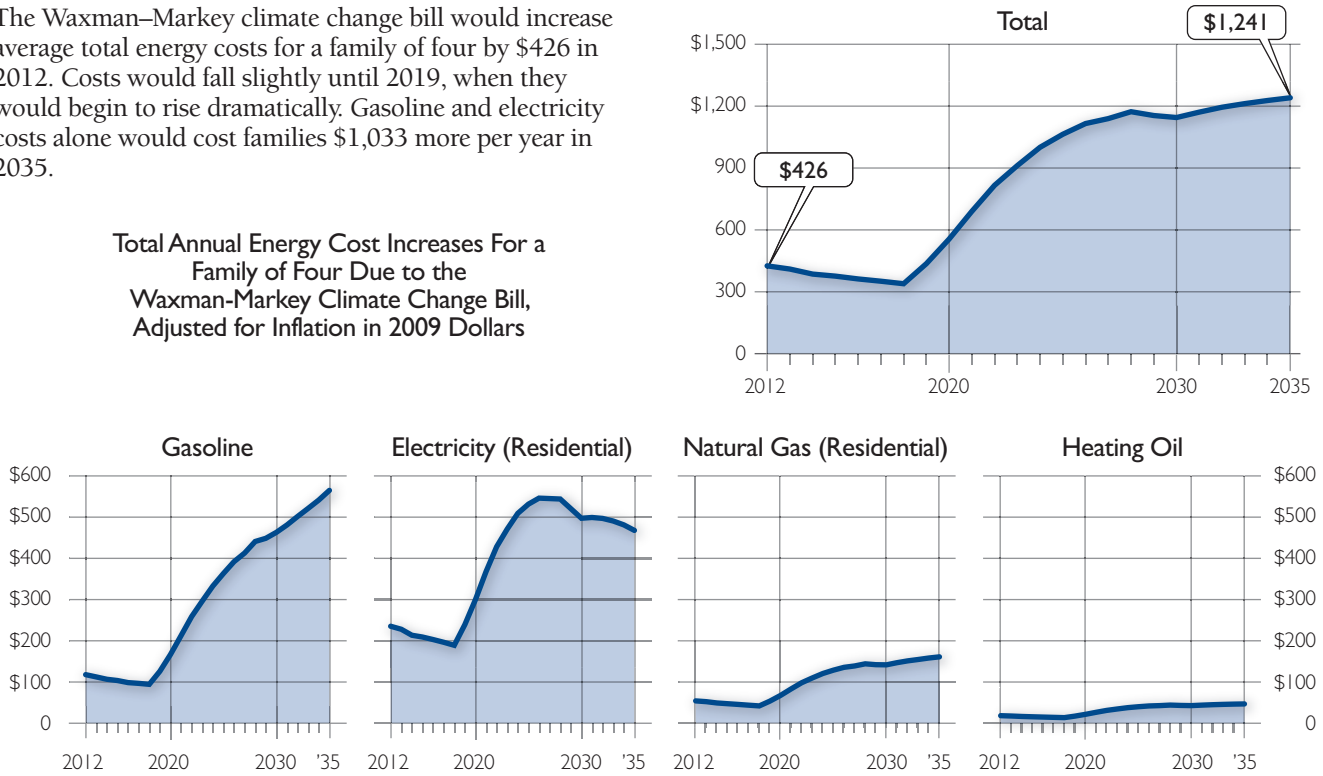 The Waxman–Markey climate change bill would increase
average total energy costs for a family of four by $426 in
2012. Costs would fall slightly until 2019, when they
would begin to rise dramatically. Gasoline and electricity
costs alone would cost families $1,033 more per year in
2035.
Total Annual Energy Cost Increases For a
Family of Four Due to the
Waxman-Markey Climate Change Bill,
Adjusted for Inflation in 2009 Dollars
Total
$1,241
$1,500
$1,200
900
$426
600
300
0
2012 2020 2030 2035
Gasoline
$600
$500
$400
$300
$200
$100
0
2012 2020 2030 '35
Electricity (Residential)
2012 2020 2030 '35
Natural Gas (Residential)
2012 2020 2030 '35
Heating Oil
$600
$500
$400
$300
$200
$100
0
2012 2020 2030 '35